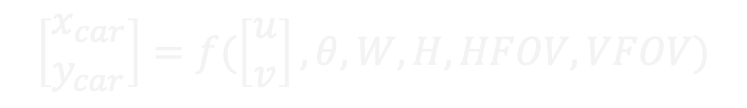 [x_car y_car] = f([u v], θ, W, H, HFOV, VFOV)